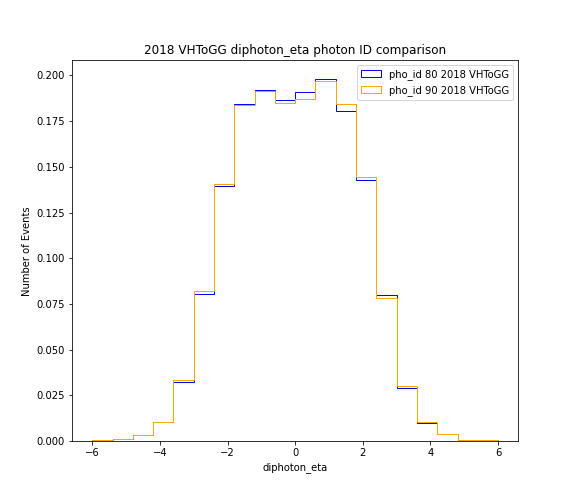 2018 VHToGG diphoton_eta photon ID comparison
pho_id 80 2018 VHToGG
pho_id 90 2018 VHToGG
Number of Events
0.200
0.175
0.150
0.125
0.100
0.075
0.050
0.025
0.000
−6 −4 −2 0 2 4 6
diphoton_eta